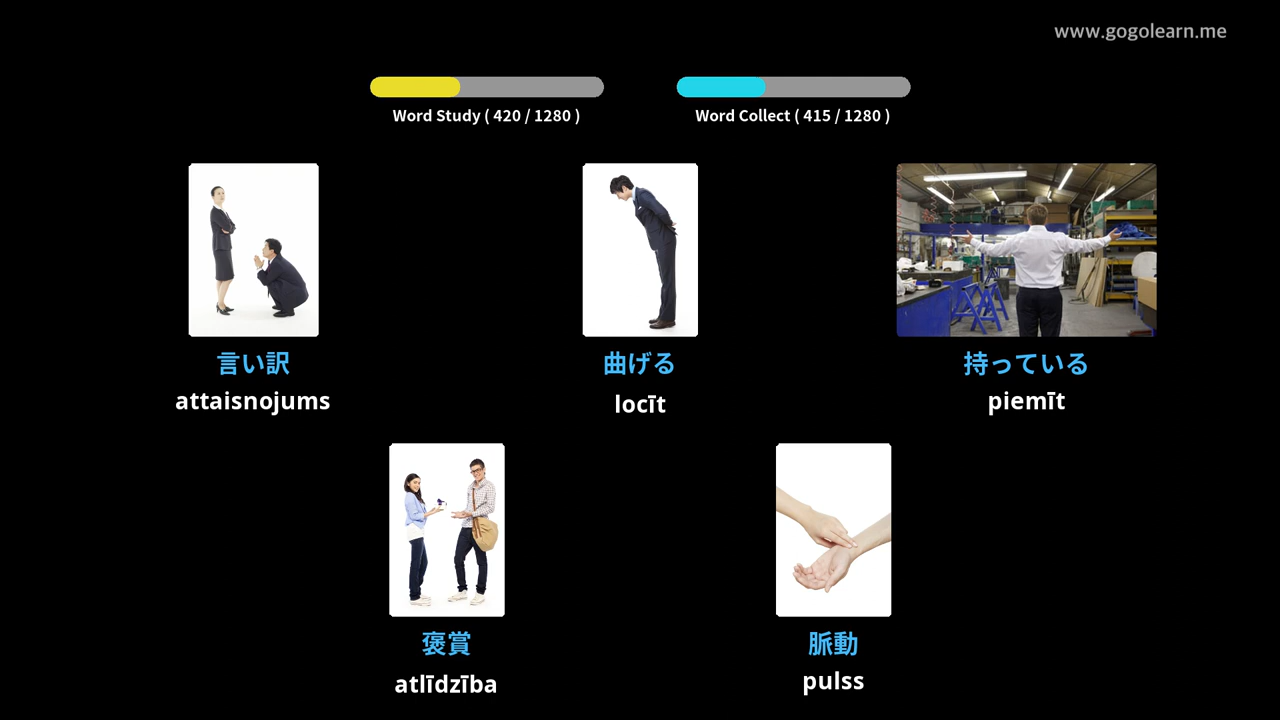 www.gogolearn.me
Word Study ( 420 / 1280 )
Word Collect ( 415 / 1280 )
言い訳
attaisnojums
曲げる
locīt
持っている
piemīt
褒賞
atlīdzība
脈動
pulss